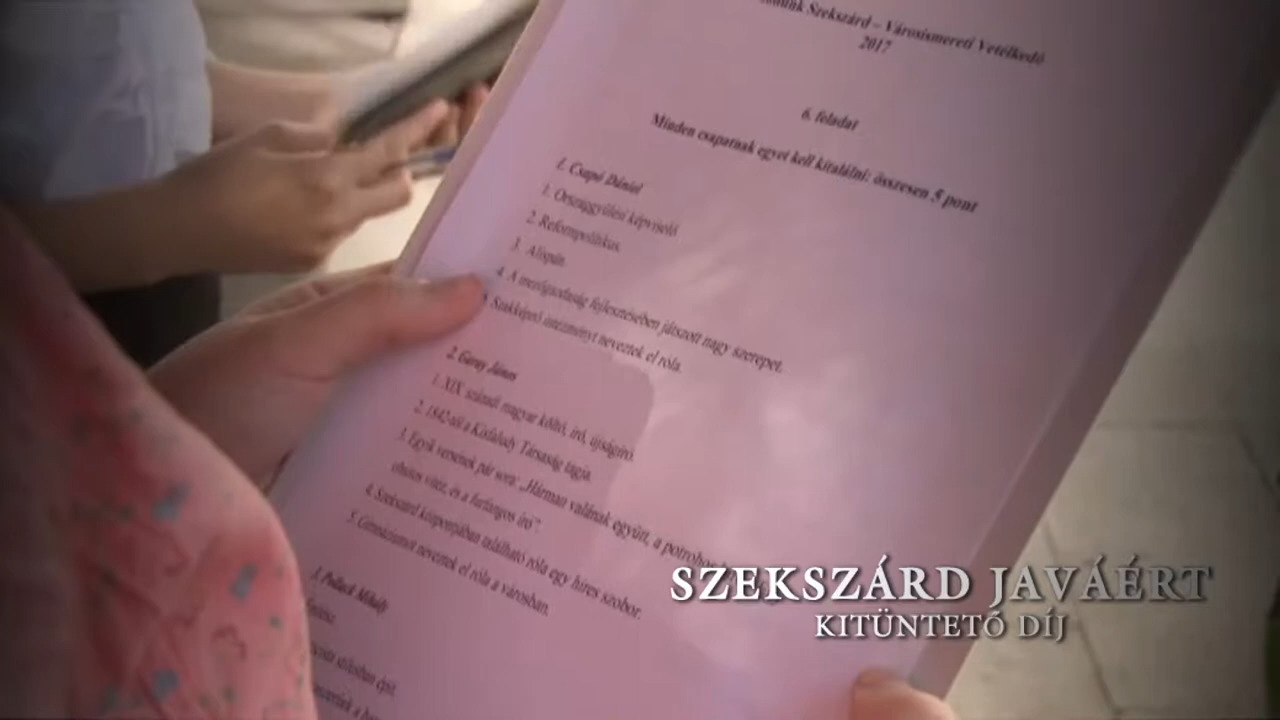 Szekszárd – Városismereti Vetélkedő
2017
6. feladat
Minden csapatnak egyet kell kitalálni: összesen 5 pont
1. Csapó Dániel
1. Országgyűlési képviselő
2. Reformpolitikus.
3. Alispán.
4. A mezőgazdaság fejlesztésében játszott nagy szerepet.
Szakképző intézményt neveztek el róla.
2. Garay János
1. XIX. századi magyar költő, író, újságíró.
2. 1842-től a Kisfaludy Társaság tagja.
3. Egyik versének pár sora: „Hárman valának együtt, a
obsitos vitéz, és a furfangos író”.
4. Szekszárd központjában található róla egy híres szobor.
5. Gimnáziumot neveztek el róla a városban.
3. Pollack Mihály
stílusban épít.
SZEKSZÁRD JAVÁÉRT
KITÜNTETŐ DÍJ